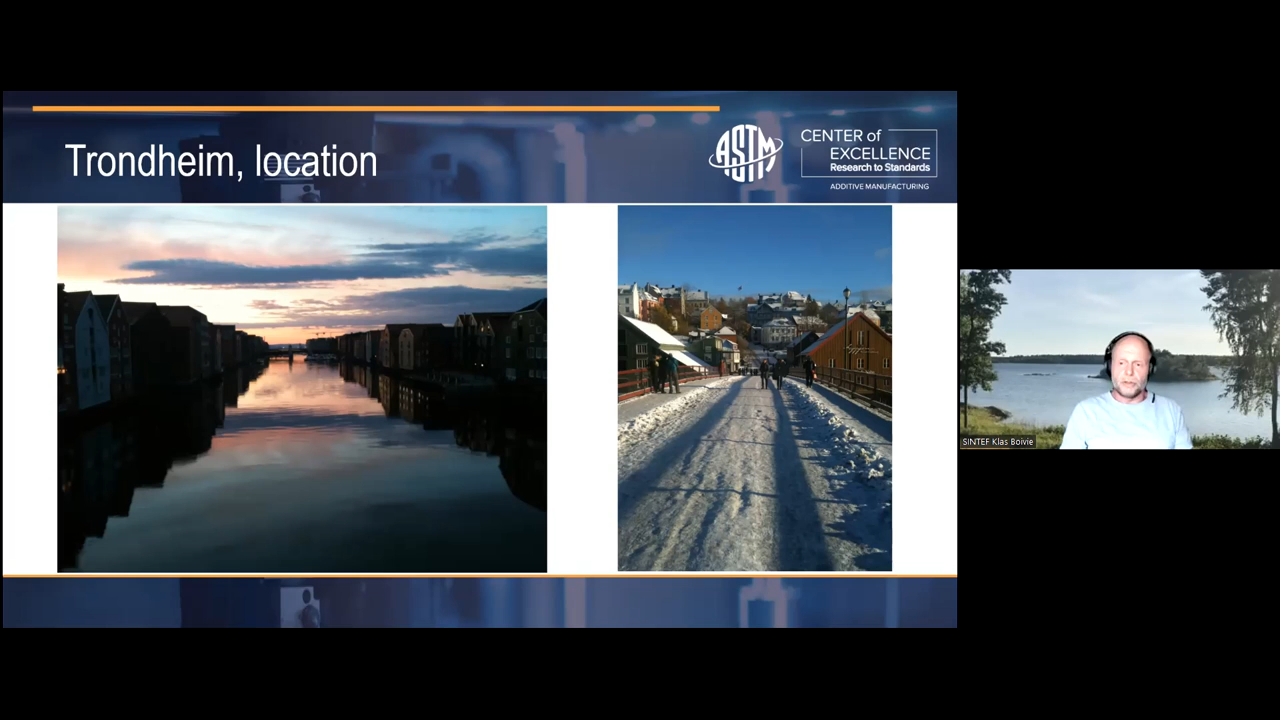 Trondheim, location
ASTM
CENTER of
EXCELLENCE
Research to Standards
ADDITIVE MANUFACTURING
SINTEF Klas Boivie